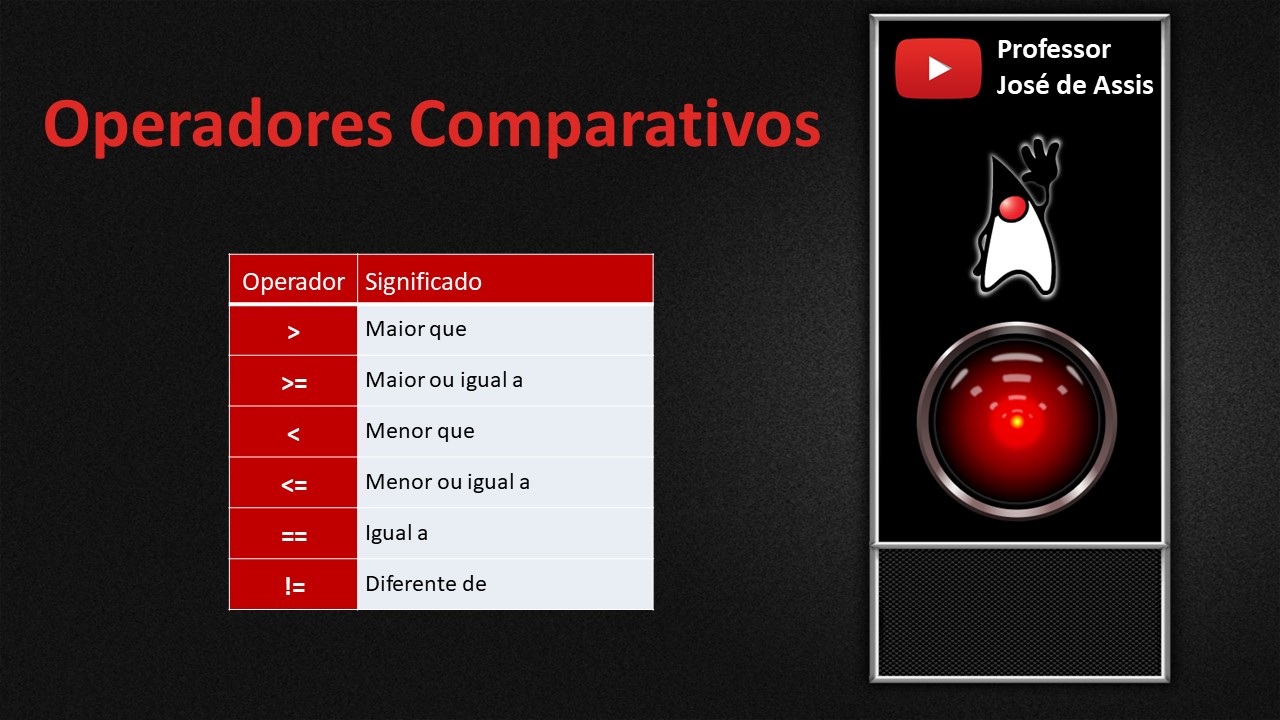 Operadores Comparativos
Professor
José de Assis
Operador Significado
> Maior que
>= Maior ou igual a
< Menor que
<= Menor ou igual a
== Igual a
!= Diferente de